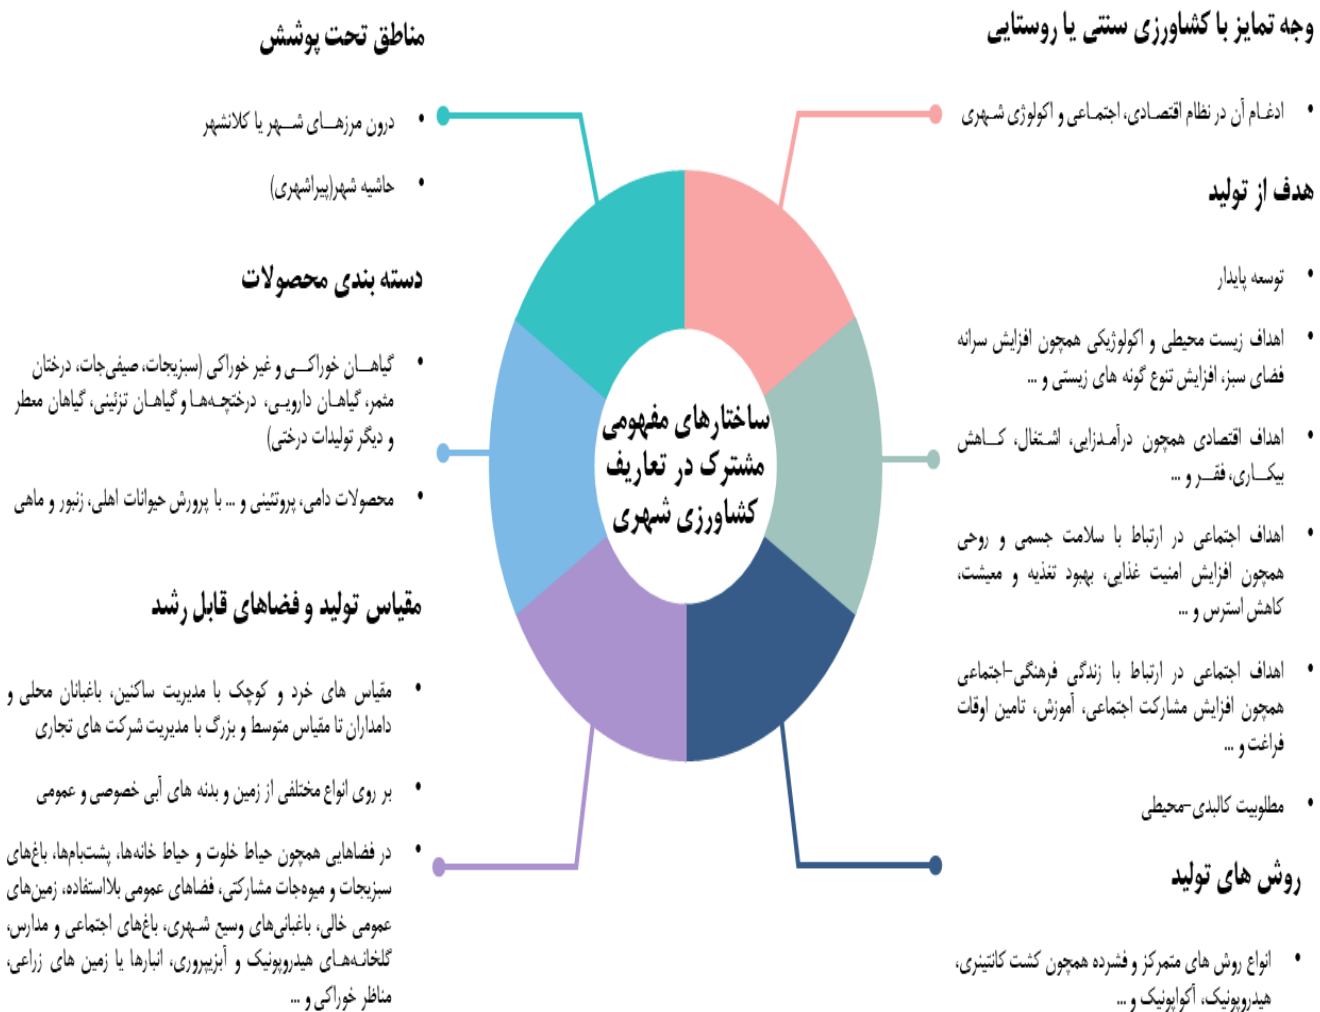 وجه تمایز با کشاورزی سنتی یا روستایی
• ادغام آن در نظام اقتصادی، اجتماعی و اکولوژی شهری
هدف از تولید
• توسعه پایدار
• اهداف زیست محیطی و اکولوژیکی همچون افزایش سرانه
فضای سبز، افزایش تنوع گونه های زیستی و ...
• اهداف اقتصادی همچون درآمدزایی، اشتغال، کاهش
بیکاری، فقر و ...
• اهداف اجتماعی در ارتباط با سلامت جسمی و روحی
همچون افزایش امنیت غذایی، بهبود تغذیه و معیشت،
کاهش استرس و ...
• اهداف اجتماعی در ارتباط با زندگی فرهنگی-اجتماعی
همچون افزایش مشارکت اجتماعی، آموزش، تامین اوقات
فراغت و ...
• مطلوبیت کالبدی-محیطی
روش های تولید
• انواع روش های متمرکز و فشرده همچون کشت کانتینری،
هیدروپونیک، آکواپونیک و ...
ساختارهای مفهومی
مشترک در تعاریف
کشاورزی شهری
مناطق تحت پوشش
• درون مرزهای شهر یا کلانشهر
• حاشیه شهر(پیراشهری)
دسته بندی محصولات
• گیاهان خوراکی و غیر خوراکی (سبزیجات، صیفی‌جات، درختان
مثمر، گیاهان دارویی، درختچه‌ها و گیاهان تزئینی، گیاهان معطر
و دیگر تولیدات درختی)
• محصولات دامی، پروتئینی و ... با پرورش حیوانات اهلی، زنبور و ماهی
مقیاس تولید و فضاهای قابل رشد
• مقیاس های خرد و کوچک با مدیریت ساکنین، باغبانان محلی و
دامداران تا مقیاس متوسط و بزرگ با مدیریت شرکت های تجاری
• بر روی انواع مختلفی از زمین و بدنه های آبی خصوصی و عمومی
• در فضاهایی همچون حیاط خلوت و حیاط خانه‌ها، پشت‌بام‌ها، باغ‌های
سبزیجات و میوه‌جات مشارکتی، فضاهای عمومی بلااستفاده، زمین‌های
عمومی خالی، باغبانی‌های وسیع شهری، باغ‌های اجتماعی و مدارس،
گلخانه‌های هیدروپونیک و آبزیپروری، انبارها یا زمین های زراعی،
مناظر خوراکی و ...